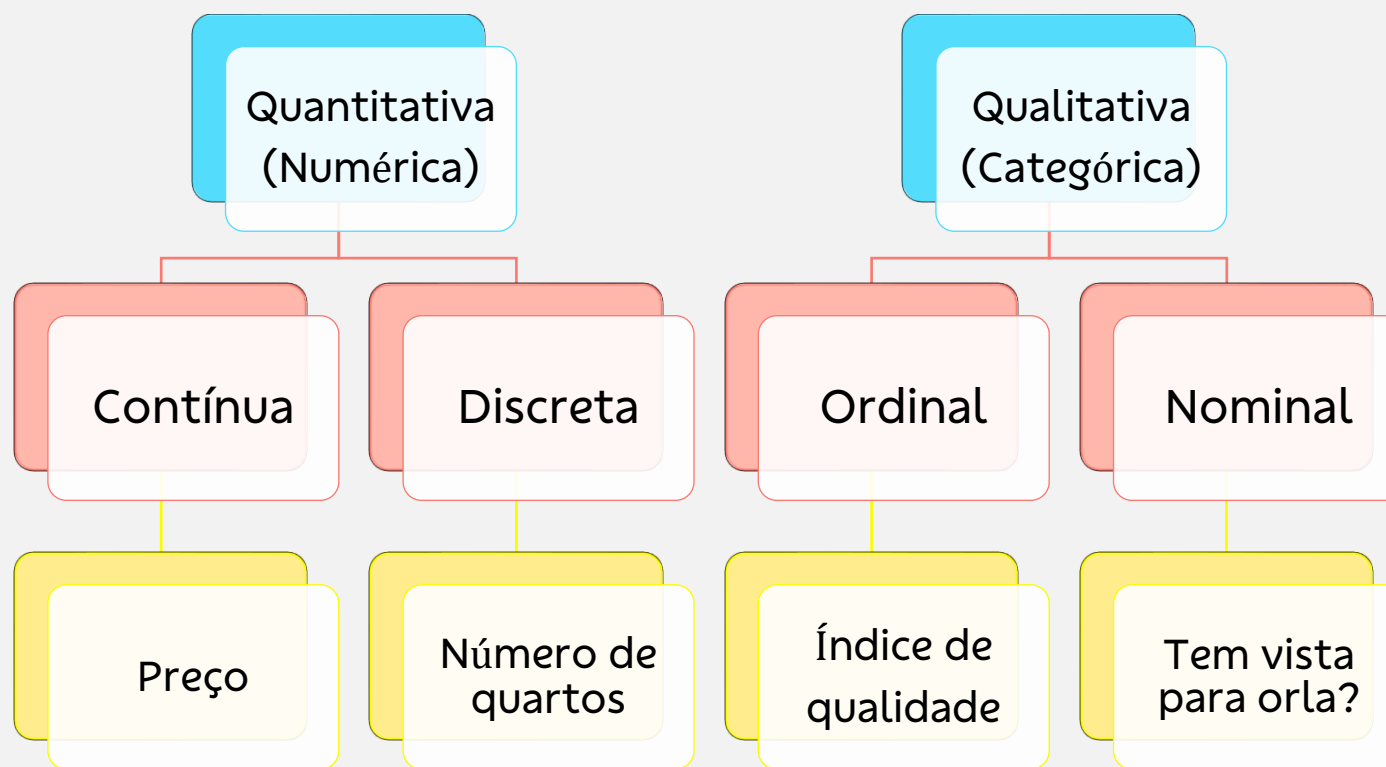 Quantitativa
(Numérica)
Qualitativa
(Categórica)
Contínua
Discreta
Ordinal
Nominal
Preço
Número de
quartos
Índice de
qualidade
Tem vista
para orla?